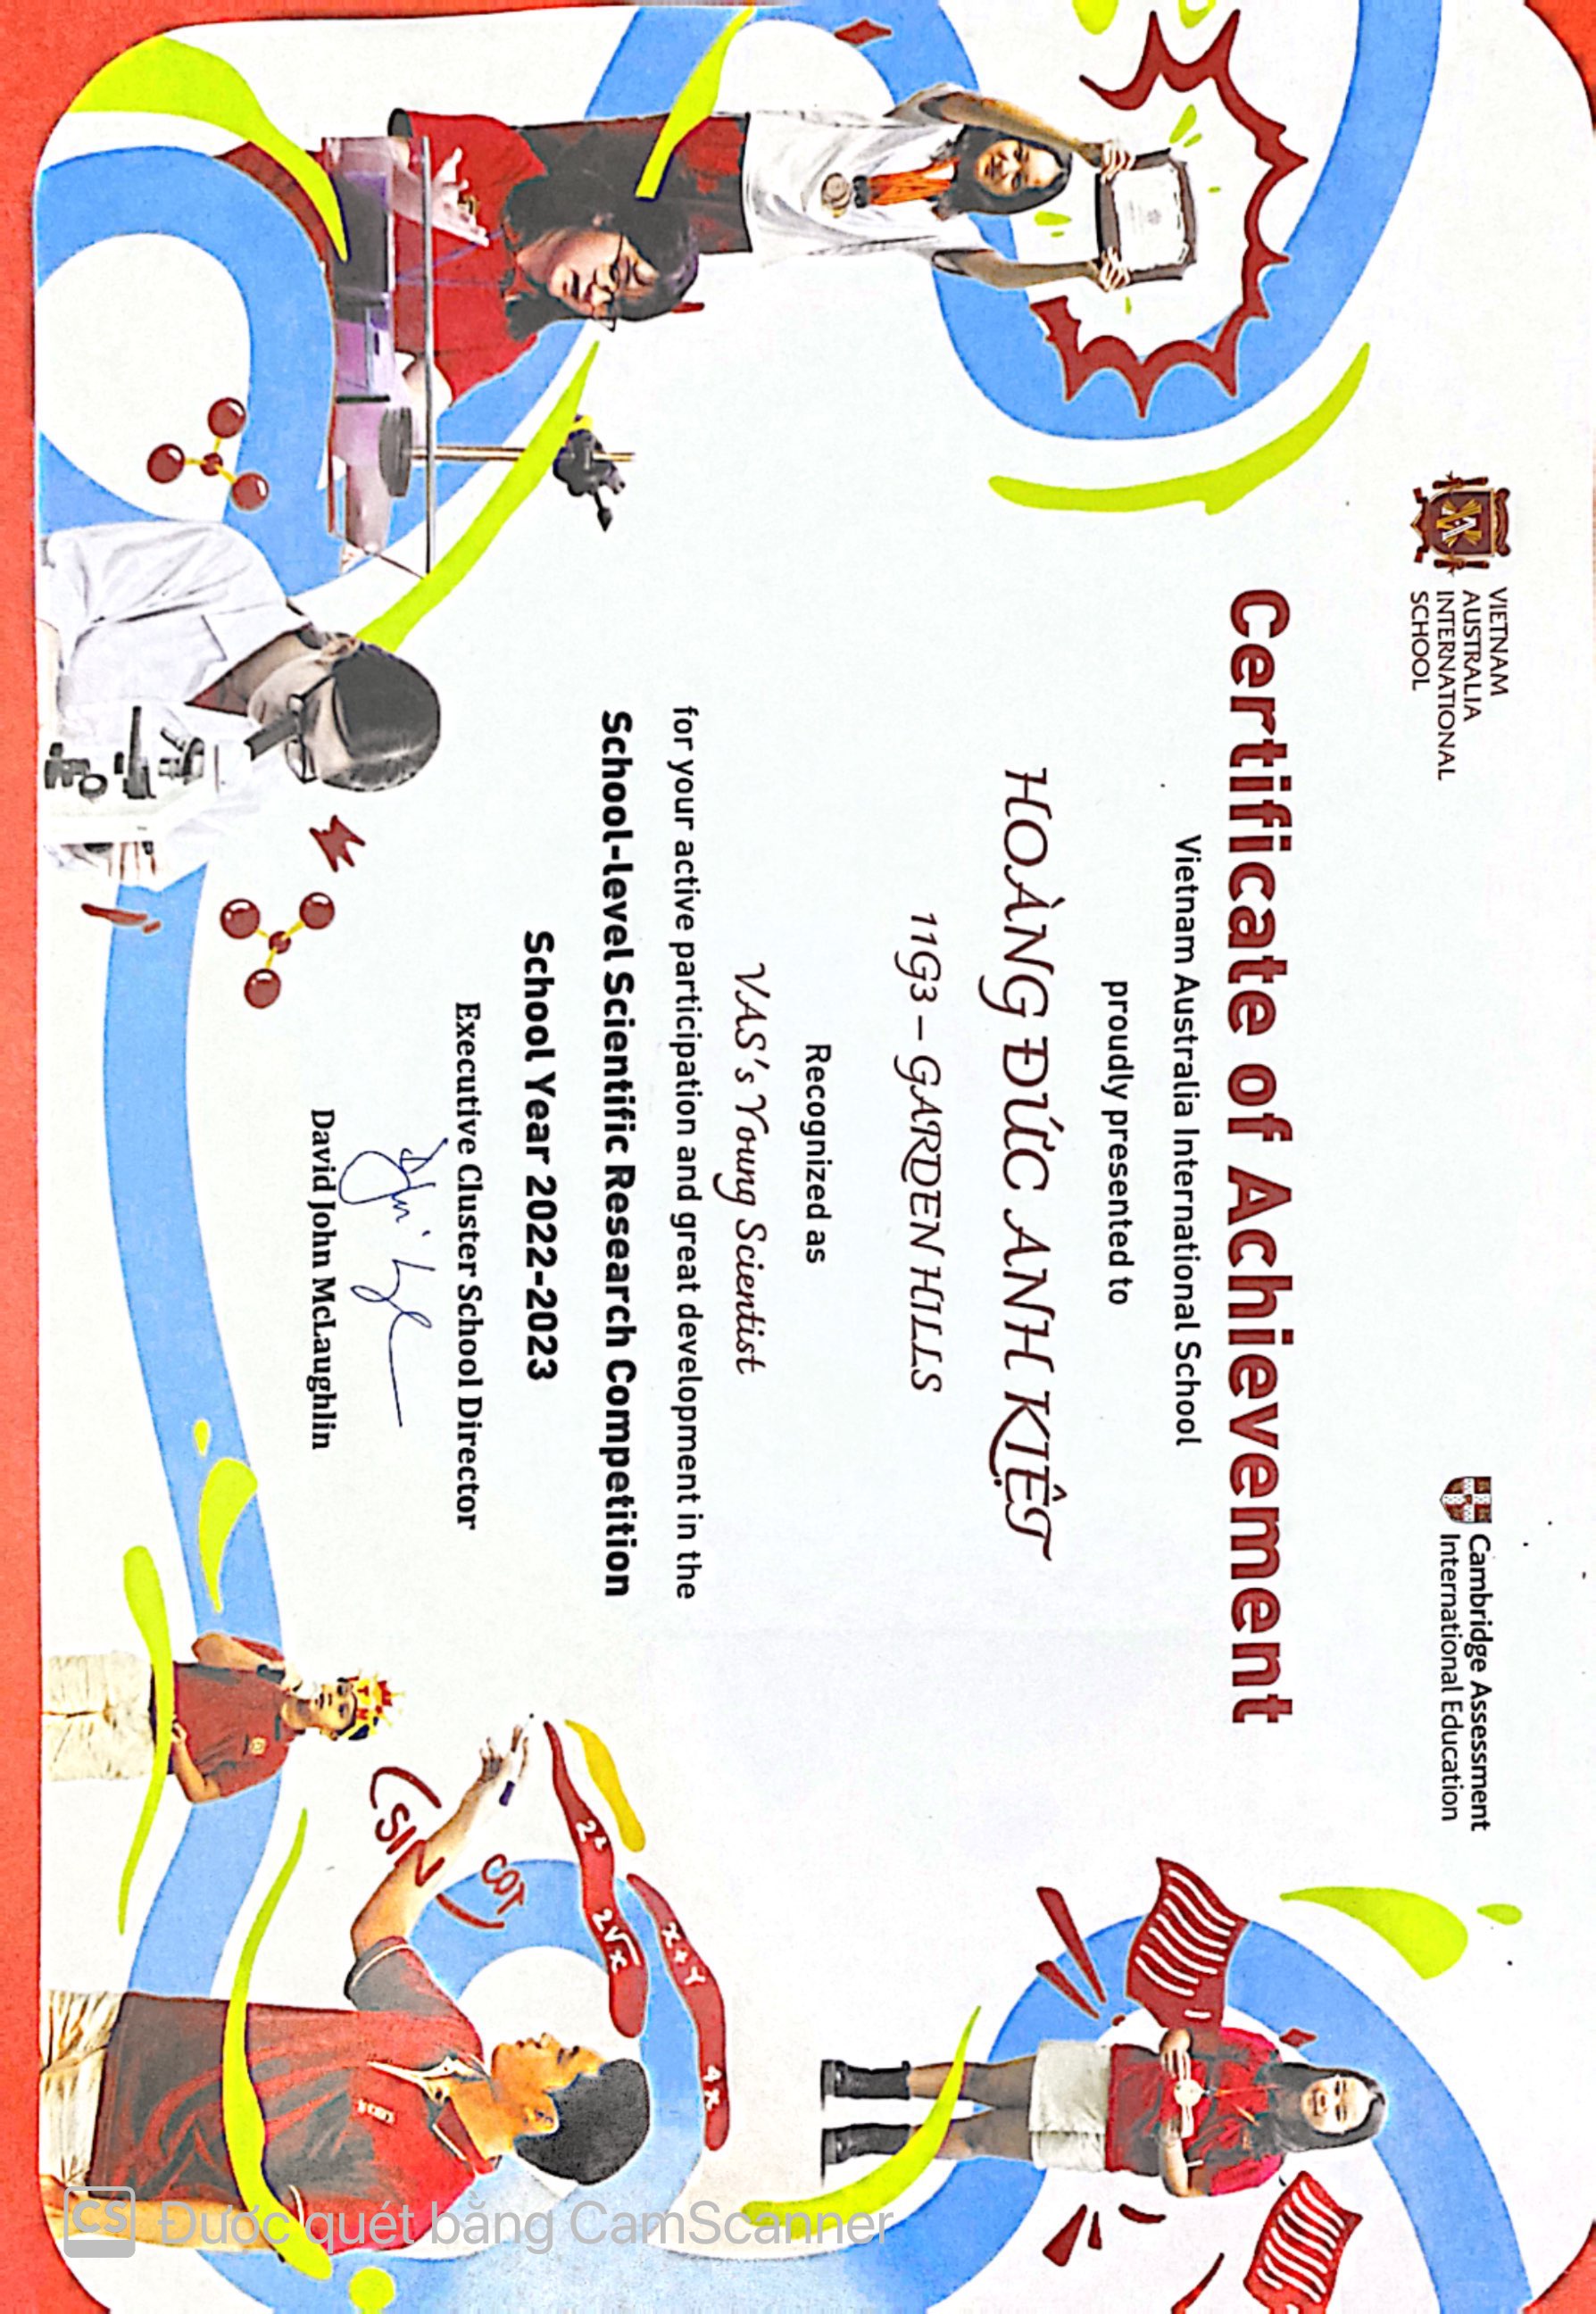 VIETNAM
AUSTRALIA
INTERNATIONAL
SCHOOL
Cambridge Assessment
International Education
Certificate of Achievement
Vietnam Australia International School
proudly presented to
HOÀNG ĐỨC ANH KIỆT
11G3 – GARDEN HILLS
Recognized as
VAS's Young Scientist
for your active participation and great development in the
School-level Scientific Research Competition
School Year 2022-2023
Executive Cluster School Director
David John McLaughlin
x+y 4x
2² 2√x
COT
(SIN)
CS Được quét bằng CamScanner